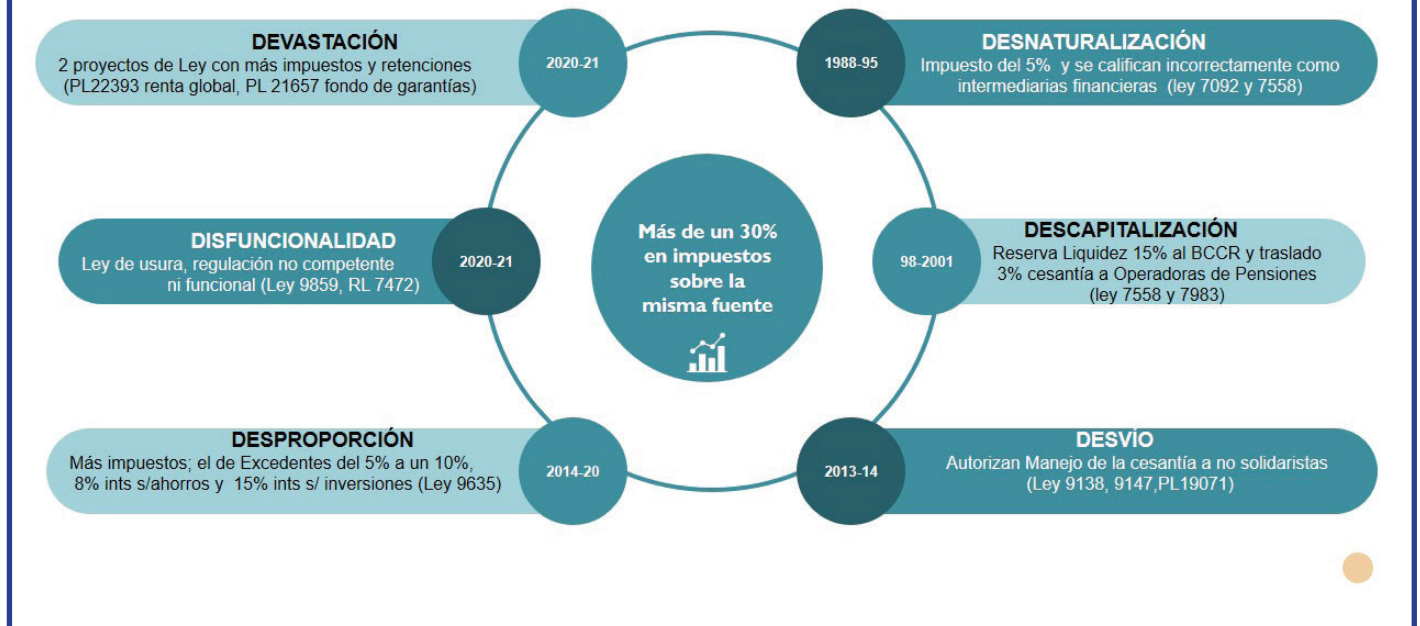 DESNATURALIZACIÓN
1988-95
Impuesto del 5% y se califican incorrectamente como
intermediarias financieras (ley 7092 y 7558)
DESCAPITALIZACIÓN
98-2001
Reserva Liquidez 15% al BCCR y traslado
3% cesantía a Operadoras de Pensiones
(ley 7558 y 7983)
DESVÍO
2013-14
Autorizan Manejo de la cesantía a no solidaristas
(Ley 9138, 9147,PL19071)
DESPROPORCIÓN
2014-20
Más impuestos; el de Excedentes del 5% a un 10%,
8% ints s/ahorros y 15% ints s/ inversiones (Ley 9635)
DISFUNCIONALIDAD
2020-21
Ley de usura, regulación no competente
ni funcional (Ley 9859, RL 7472)
DEVASTACIÓN
2020-21
2 proyectos de Ley con más impuestos y retenciones
(PL22393 renta global, PL 21657 fondo de garantías)
Más de un 30%
en impuestos
sobre la
misma fuente